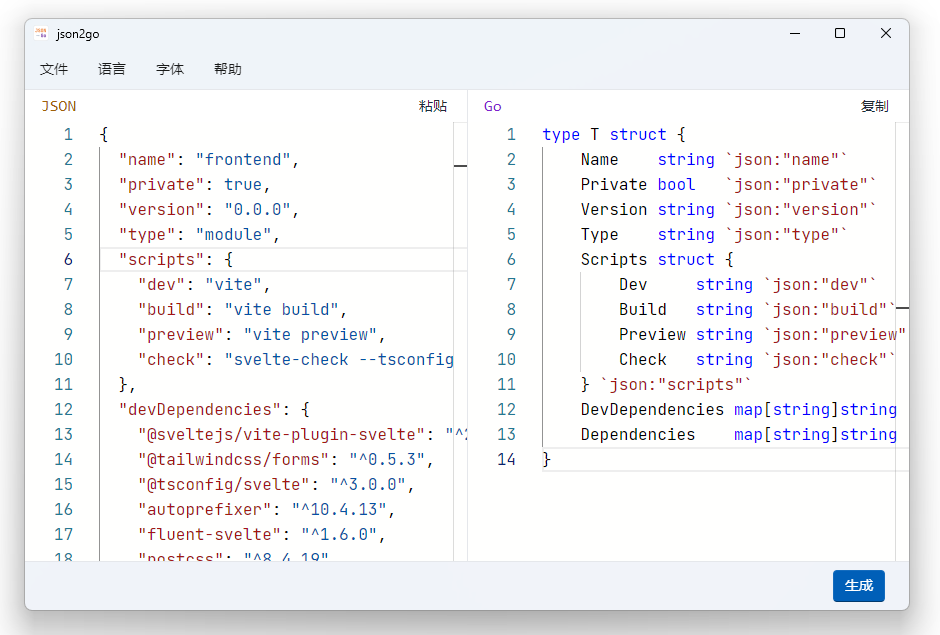 json2go
文件 语言 字体 帮助
JSON 粘贴
1 {
2 "name": "frontend",
3 "private": true,
4 "version": "0.0.0",
5 "type": "module",
6 "scripts": {
7 "dev": "vite",
8 "build": "vite build",
9 "preview": "vite preview",
10 "check": "svelte-check --tsconfig
11 },
12 "devDependencies": {
13 "@sveltejs/vite-plugin-svelte": "^2
14 "@tailwindcss/forms": "^0.5.3",
15 "@tsconfig/svelte": "^3.0.0",
16 "autoprefixer": "^10.4.13",
17 "fluent-svelte": "^1.6.0",
18 "postcss": "^8.4.19"
Go 复制
1 type T struct {
2 Name string `json:"name"`
3 Private bool `json:"private"`
4 Version string `json:"version"`
5 Type string `json:"type"`
6 Scripts struct {
7 Dev string `json:"dev"`
8 Build string `json:"build"`
9 Preview string `json:"preview"
10 Check string `json:"check"`
11 } `json:"scripts"`
12 DevDependencies map[string]string
13 Dependencies map[string]string
14 }
生成